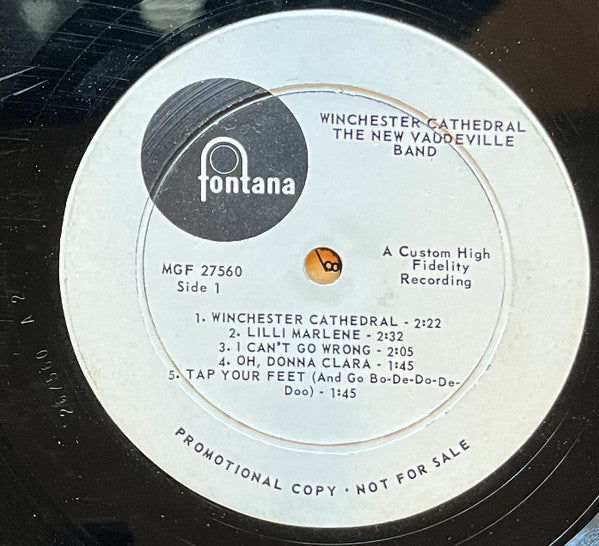 WINCHESTER CATHEDRAL
THE NEW VAUDEVILLE
BAND
fontana
MGF 27560
Side 1
A Custom High
Fidelity
Recording
1. WINCHESTER CATHEDRAL - 2:22
2. LILLI MARLENE - 2:32
3. I CAN'T GO WRONG - 2:05
4. OH, DONNA CLARA - 1:45
5. TAP YOUR FEET (And Go Bo-De-Do-De-
Doo) - 1:45
PROMOTIONAL COPY · NOT FOR SALE